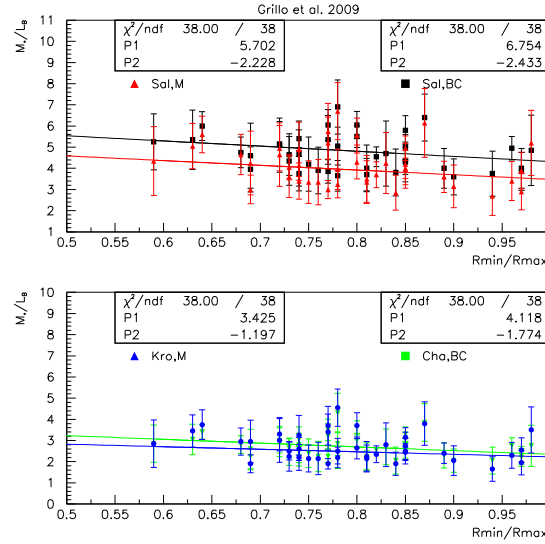 Grillo et al. 2009
χ²/ndf 38.00 / 38
P1 5.702
P2 −2.228
χ²/ndf 38.00 / 38
P1 6.754
P2 −2.433
Sal,M
Sal,BC
M*/LB
11
10
9
8
7
6
5
4
3
2
1
0.5 0.55 0.6 0.65 0.7 0.75 0.8 0.85 0.9 0.95
Rmin/Rmax
χ²/ndf 38.00 / 38
P1 3.425
P2 −1.197
χ²/ndf 38.00 / 38
P1 4.118
P2 −1.774
Kro,M
Cha,BC
M*/LB
10
9
8
7
6
5
4
3
2
1
0
0.5 0.55 0.6 0.65 0.7 0.75 0.8 0.85 0.9 0.95
Rmin/Rmax